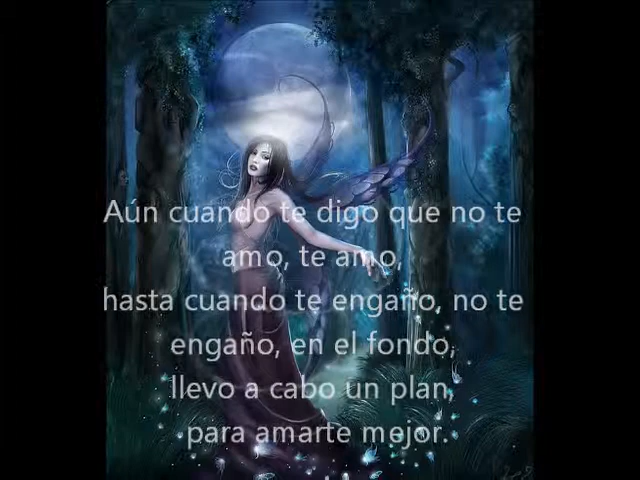 Aún cuando te digo que no te
amo, te amo,
hasta cuando te engaño, no te
engaño, en el fondo,
llevo a cabo un plan,
para amarte mejor.